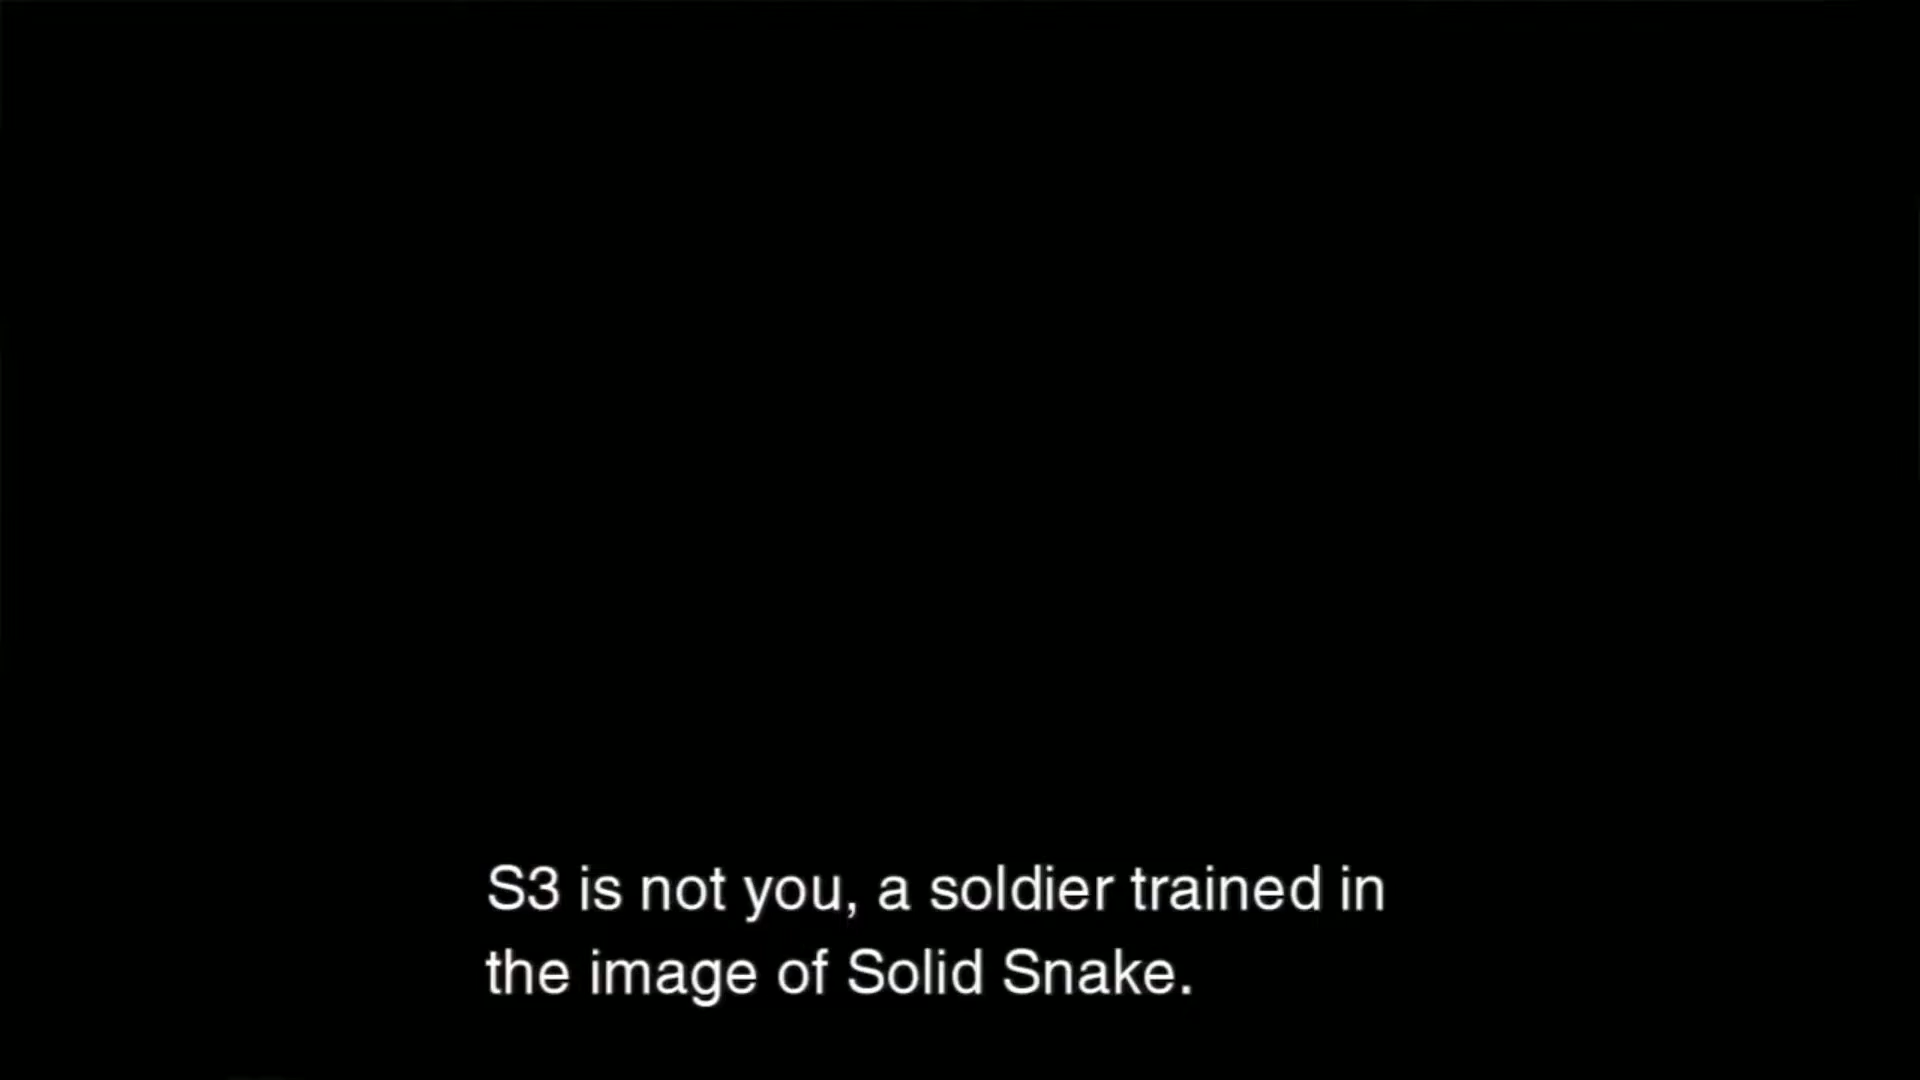 S3 is not you, a soldier trained in
the image of Solid Snake.